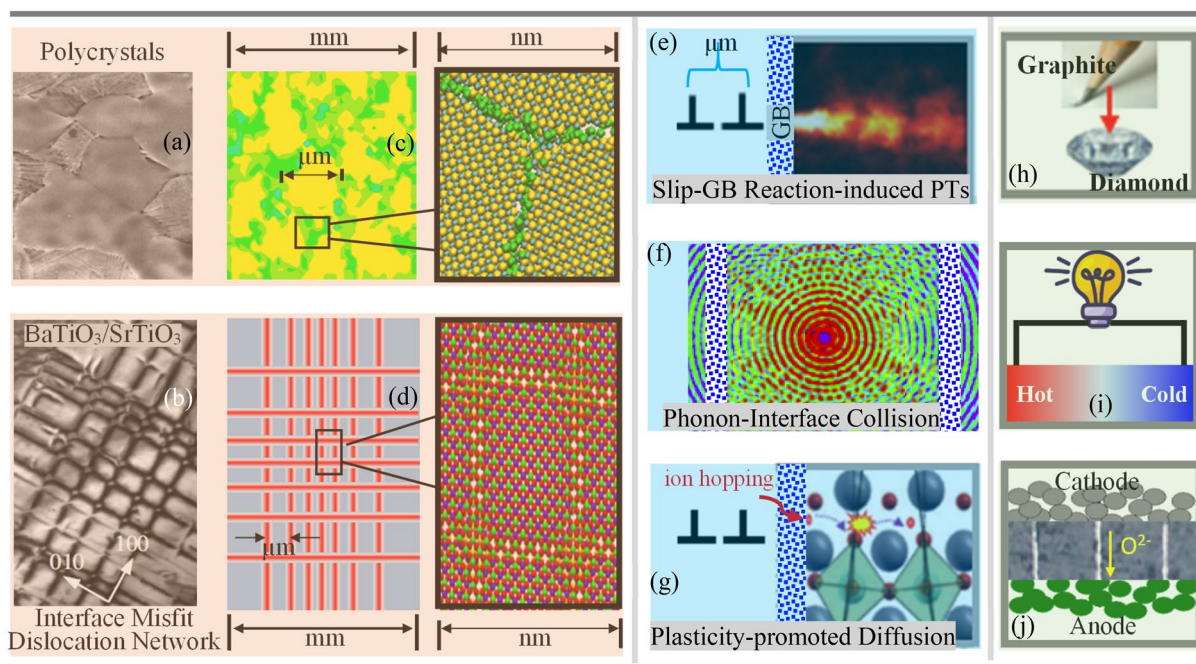 Polycrystals
(a)
mm
μm
(c)
nm
BaTiO₃/SrTiO₃
(b)
010
100
Interface Misfit
Dislocation Network
(d)
μm
mm
nm
(e)
μm
GB
Slip-GB Reaction-induced PTs
(f)
Phonon-Interface Collision
ion hopping
(g)
Plasticity-promoted Diffusion
Graphite
(h)
Diamond
Hot
Cold
(i)
Cathode
O²⁻
(j)
Anode